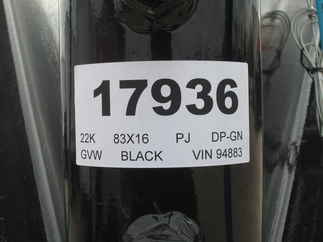 17936
22K 83X16 PJ DP-GN
GVW BLACK VIN 94883